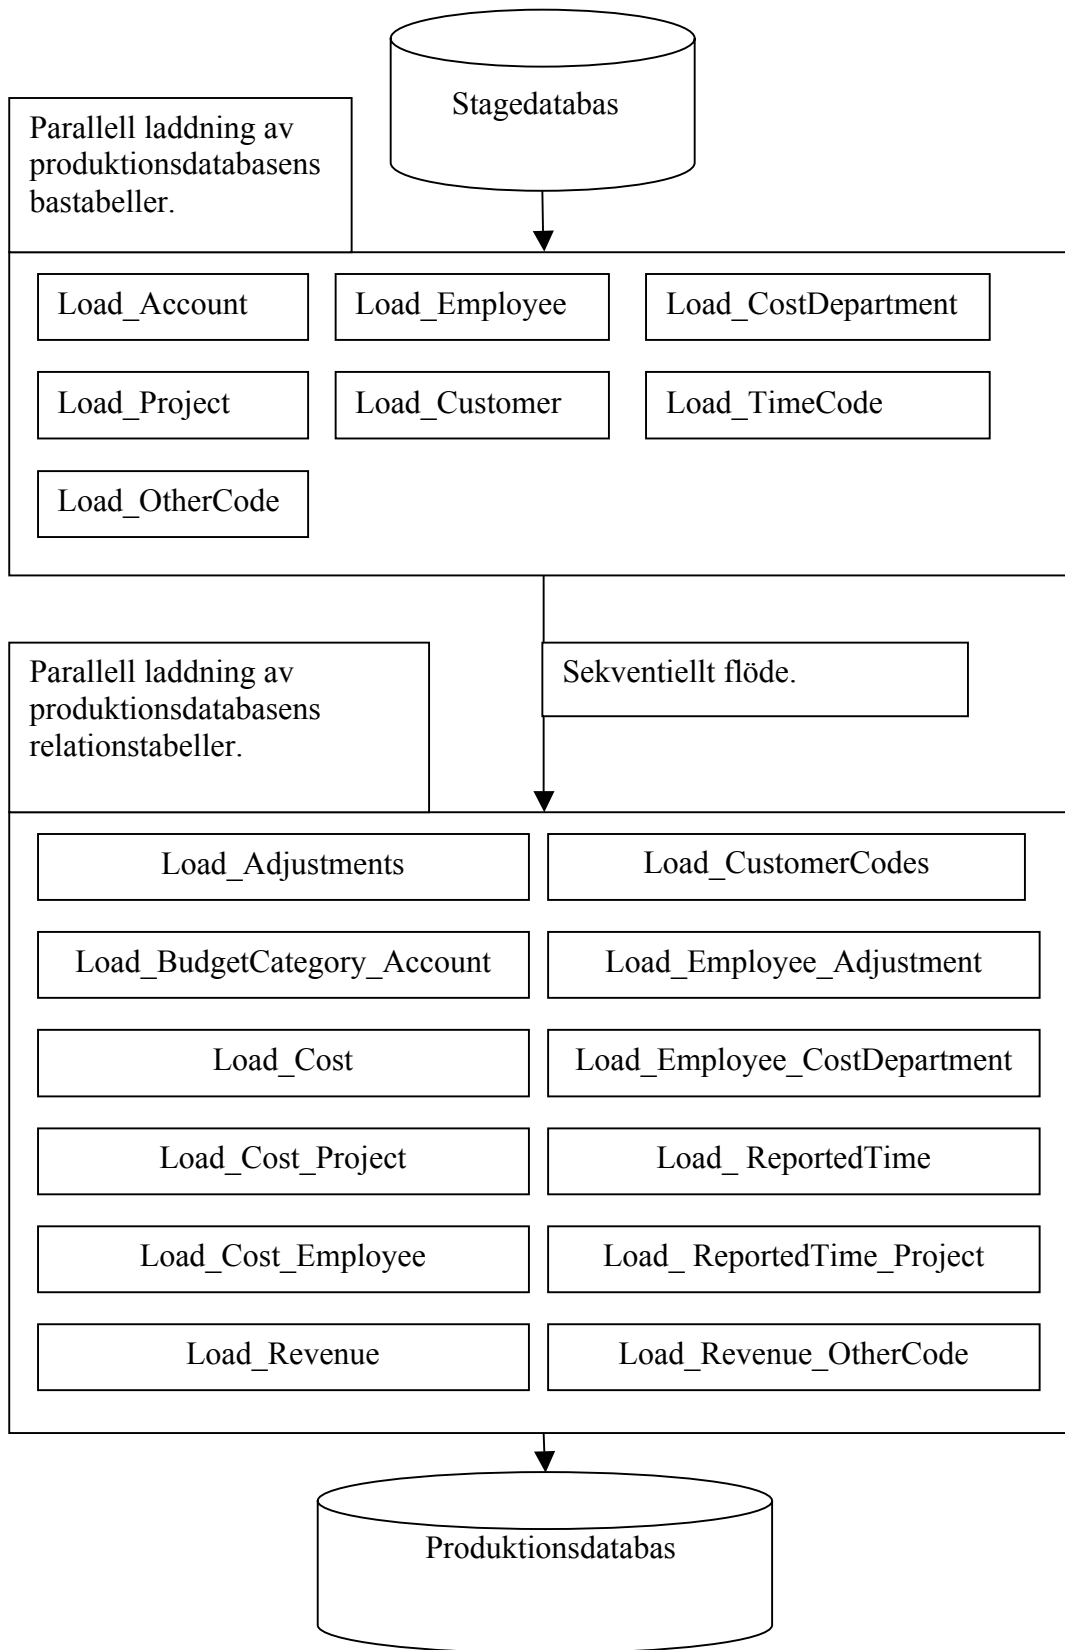 Stagedatabas
Parallell laddning av
produktionsdatabasens
bastabeller.
Load_Account
Load_Employee
Load_CostDepartment
Load_Project
Load_Customer
Load_TimeCode
Load_OtherCode
Parallell laddning av
produktionsdatabasens
relationstabeller.
Sekventiellt flöde.
Load_Adjustments
Load_CustomerCodes
Load_BudgetCategory_Account
Load_Employee_Adjustment
Load_Cost
Load_Employee_CostDepartment
Load_Cost_Project
Load_ ReportedTime
Load_Cost_Employee
Load_ ReportedTime_Project
Load_Revenue
Load_Revenue_OtherCode
Produktionsdatabas